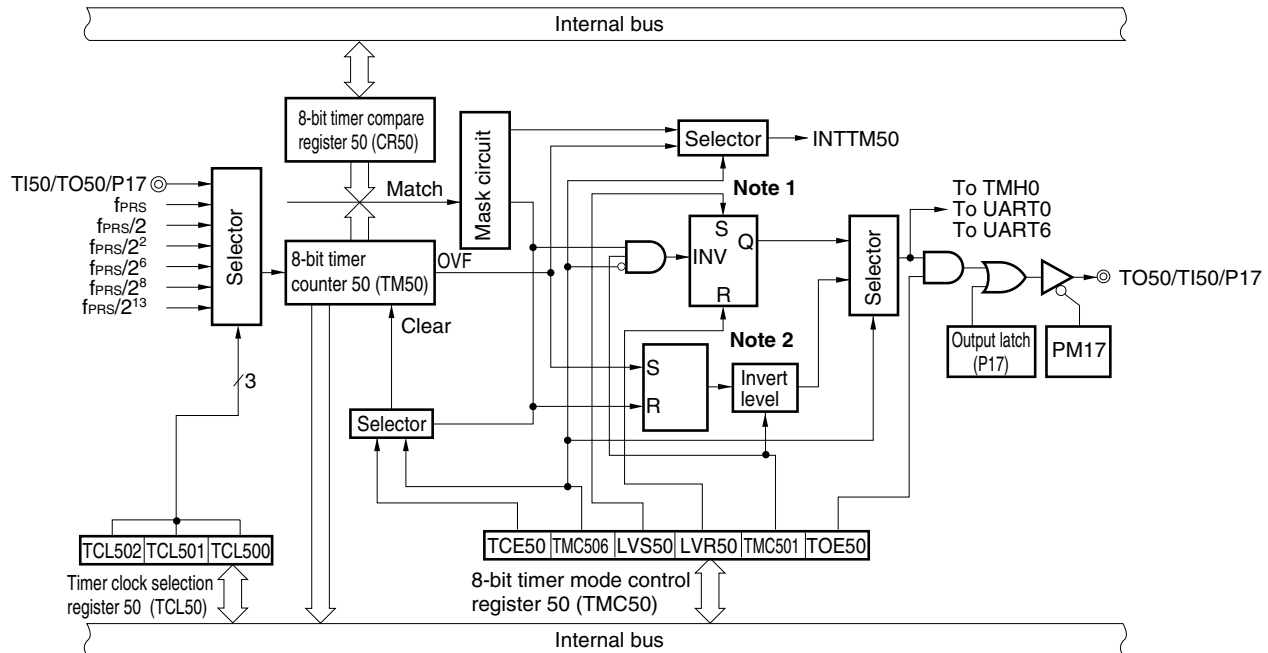 Internal bus
8-bit timer compare
register 50 (CR50)
Mask circuit
Selector
INTTM50
TI50/TO50/P17
fPRS
fPRS/2
fPRS/2²
fPRS/2⁶
fPRS/2⁸
fPRS/2¹³
Selector
Match
8-bit timer
counter 50 (TM50)
OVF
Clear
Note 1
S
Q
INV
R
Selector
To TMH0
To UART0
To UART6
TO50/TI50/P17
Output latch
(P17)
PM17
Note 2
S
R
Invert
level
3
Selector
TCL502 TCL501 TCL500
Timer clock selection
register 50 (TCL50)
TCE50 TMC506 LVS50 LVR50 TMC501 TOE50
8-bit timer mode control
register 50 (TMC50)
Internal bus